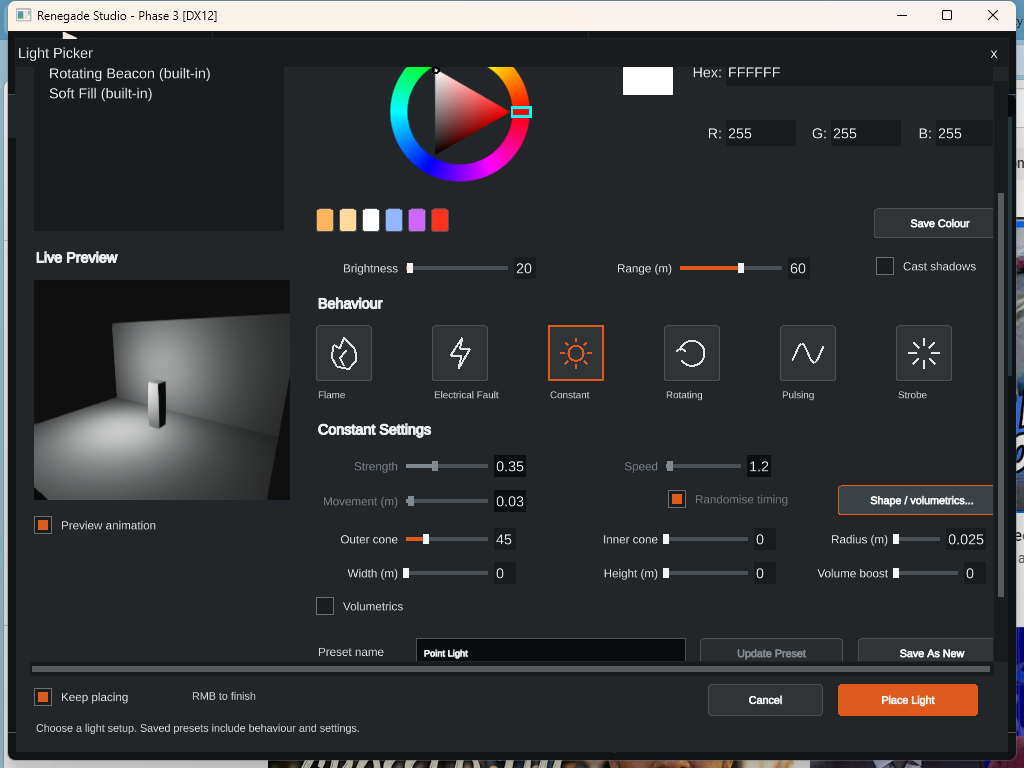 Renegade Studio - Phase 3 [DX12]
Light Picker
x
Rotating Beacon (built-in)
Soft Fill (built-in)
Hex: FFFFFF
R: 255 G: 255 B: 255
Save Colour
Live Preview
Brightness 20 Range (m) 60 Cast shadows
Behaviour
Flame Electrical Fault Constant Rotating Pulsing Strobe
Constant Settings
Strength 0.35 Speed 1.2
Movement (m) 0.03 Randomise timing Shape / volumetrics...
Preview animation
Outer cone 45 Inner cone 0 Radius (m) 0.025
Width (m) 0 Height (m) 0 Volume boost 0
Volumetrics
Preset name Point Light Update Preset Save As New
Keep placing RMB to finish Cancel Place Light
Choose a light setup. Saved presets include behaviour and settings.